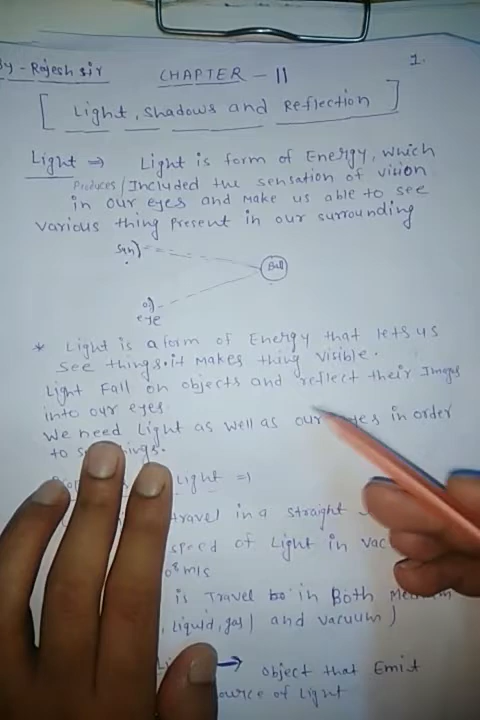 By - Rajesh sir
1.
CHAPTER - 11
[Light, Shadows and Reflection]
Light ⇒ Light is form of Energy, which
Produces/Included the sensation of vision
in our eyes and make us able to see
various thing Present in our surrounding
Sun
Ball
eye
* Light is a form of Energy that lets us
see things. it makes thing visible.
Light Fall on objects and reflect their Images
into our eyes.
We need Light as well as our eyes in order
to
Light ⇒
travel in a straight
speed of Light in
m/s
is Travel in Both Medium
, Liquid, gas) and vacuum)
→ object that Emit
source of Light